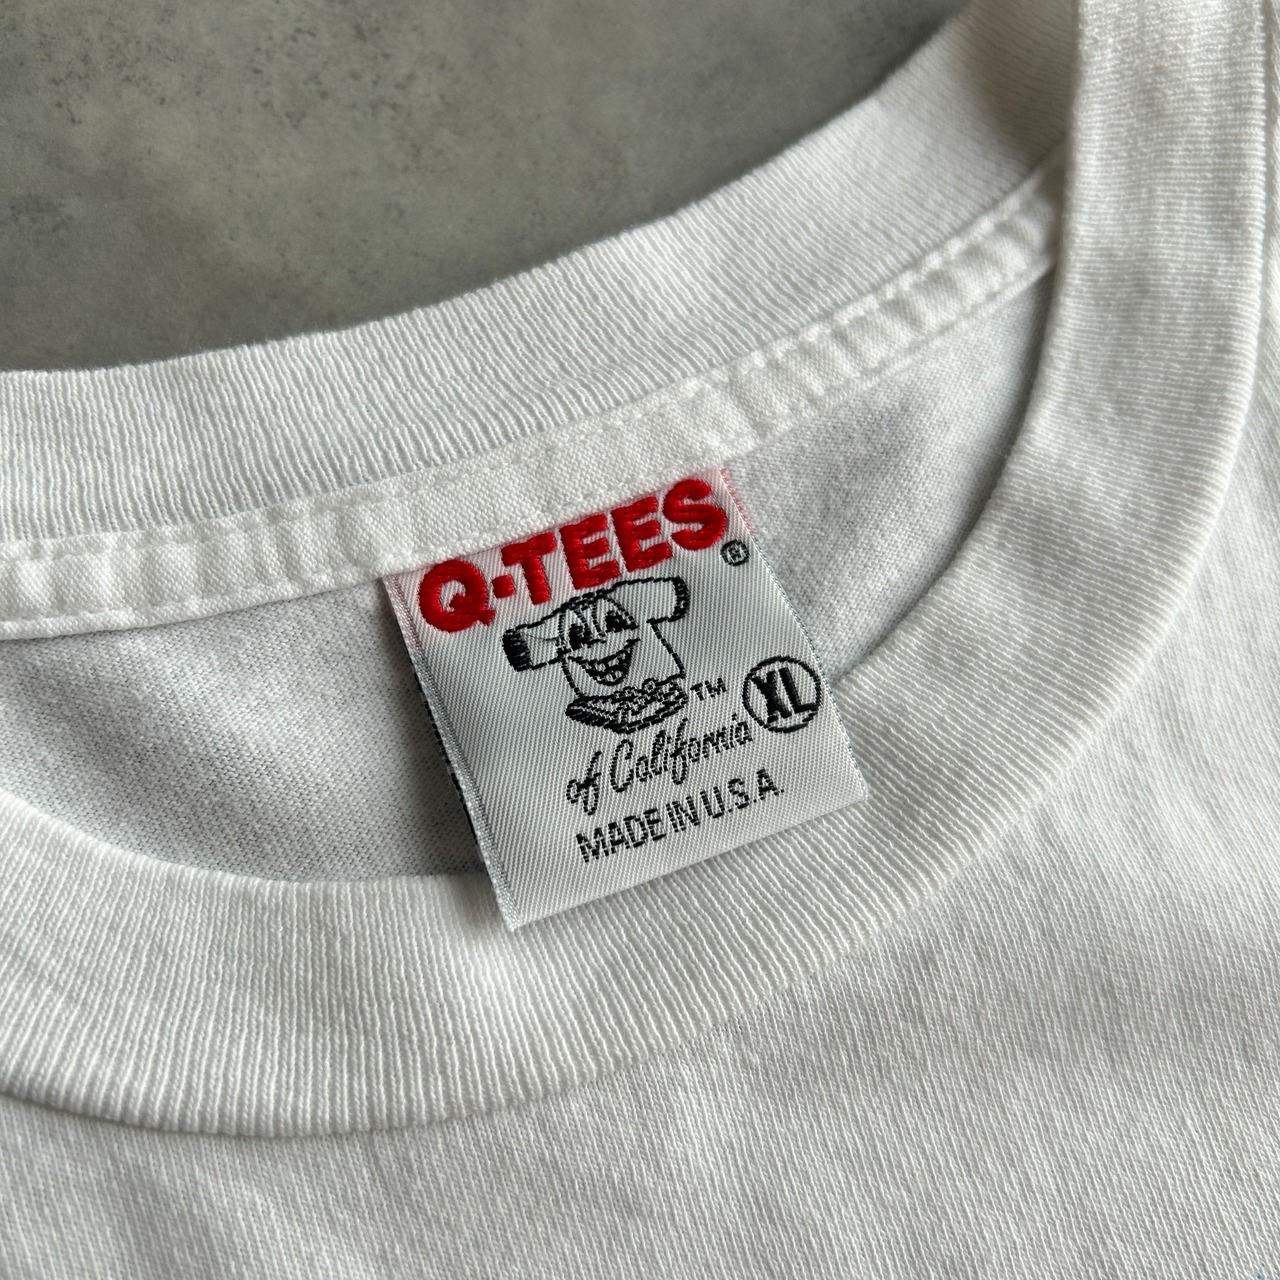 Q-TEES®
TM XL
of California
MADE IN U.S.A.